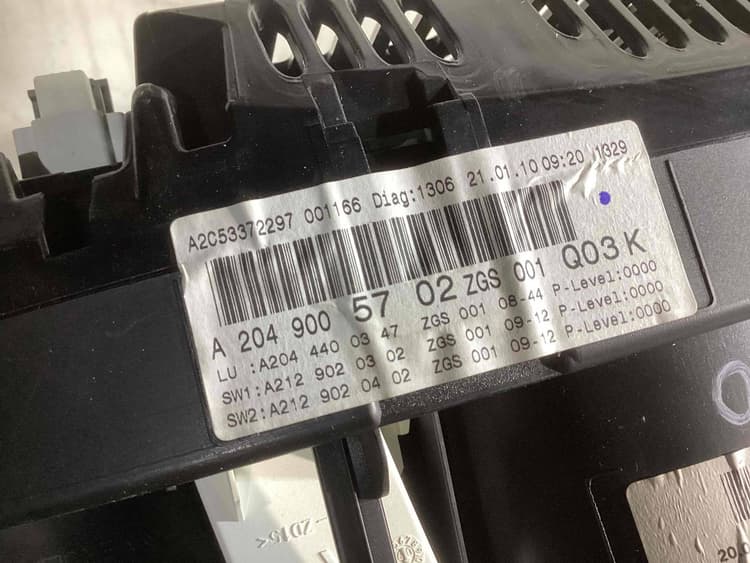 A2C53372297 001166 Diag:1306 21.01.10 09:20 1329
A 204 900 57 02 ZGS 001 Q03 K
LU :A204 440 03 47 ZGS 001 08-44 P-Level:0000
SW1:A212 902 03 02 ZGS 001 09-12 P-Level:0000
SW2:A212 902 04 02 ZGS 001 09-12 P-Level:0000